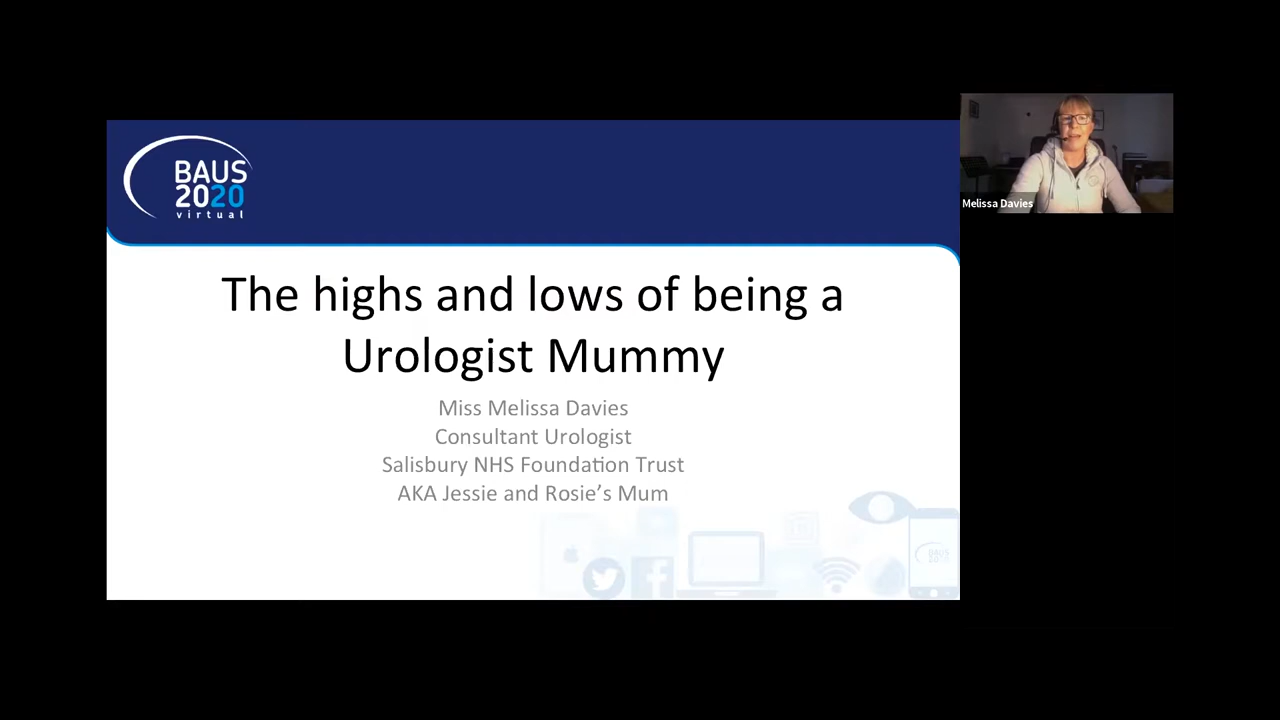 BAUS
2020
virtual
The highs and lows of being a
Urologist Mummy
Miss Melissa Davies
Consultant Urologist
Salisbury NHS Foundation Trust
AKA Jessie and Rosie's Mum
Melissa Davies